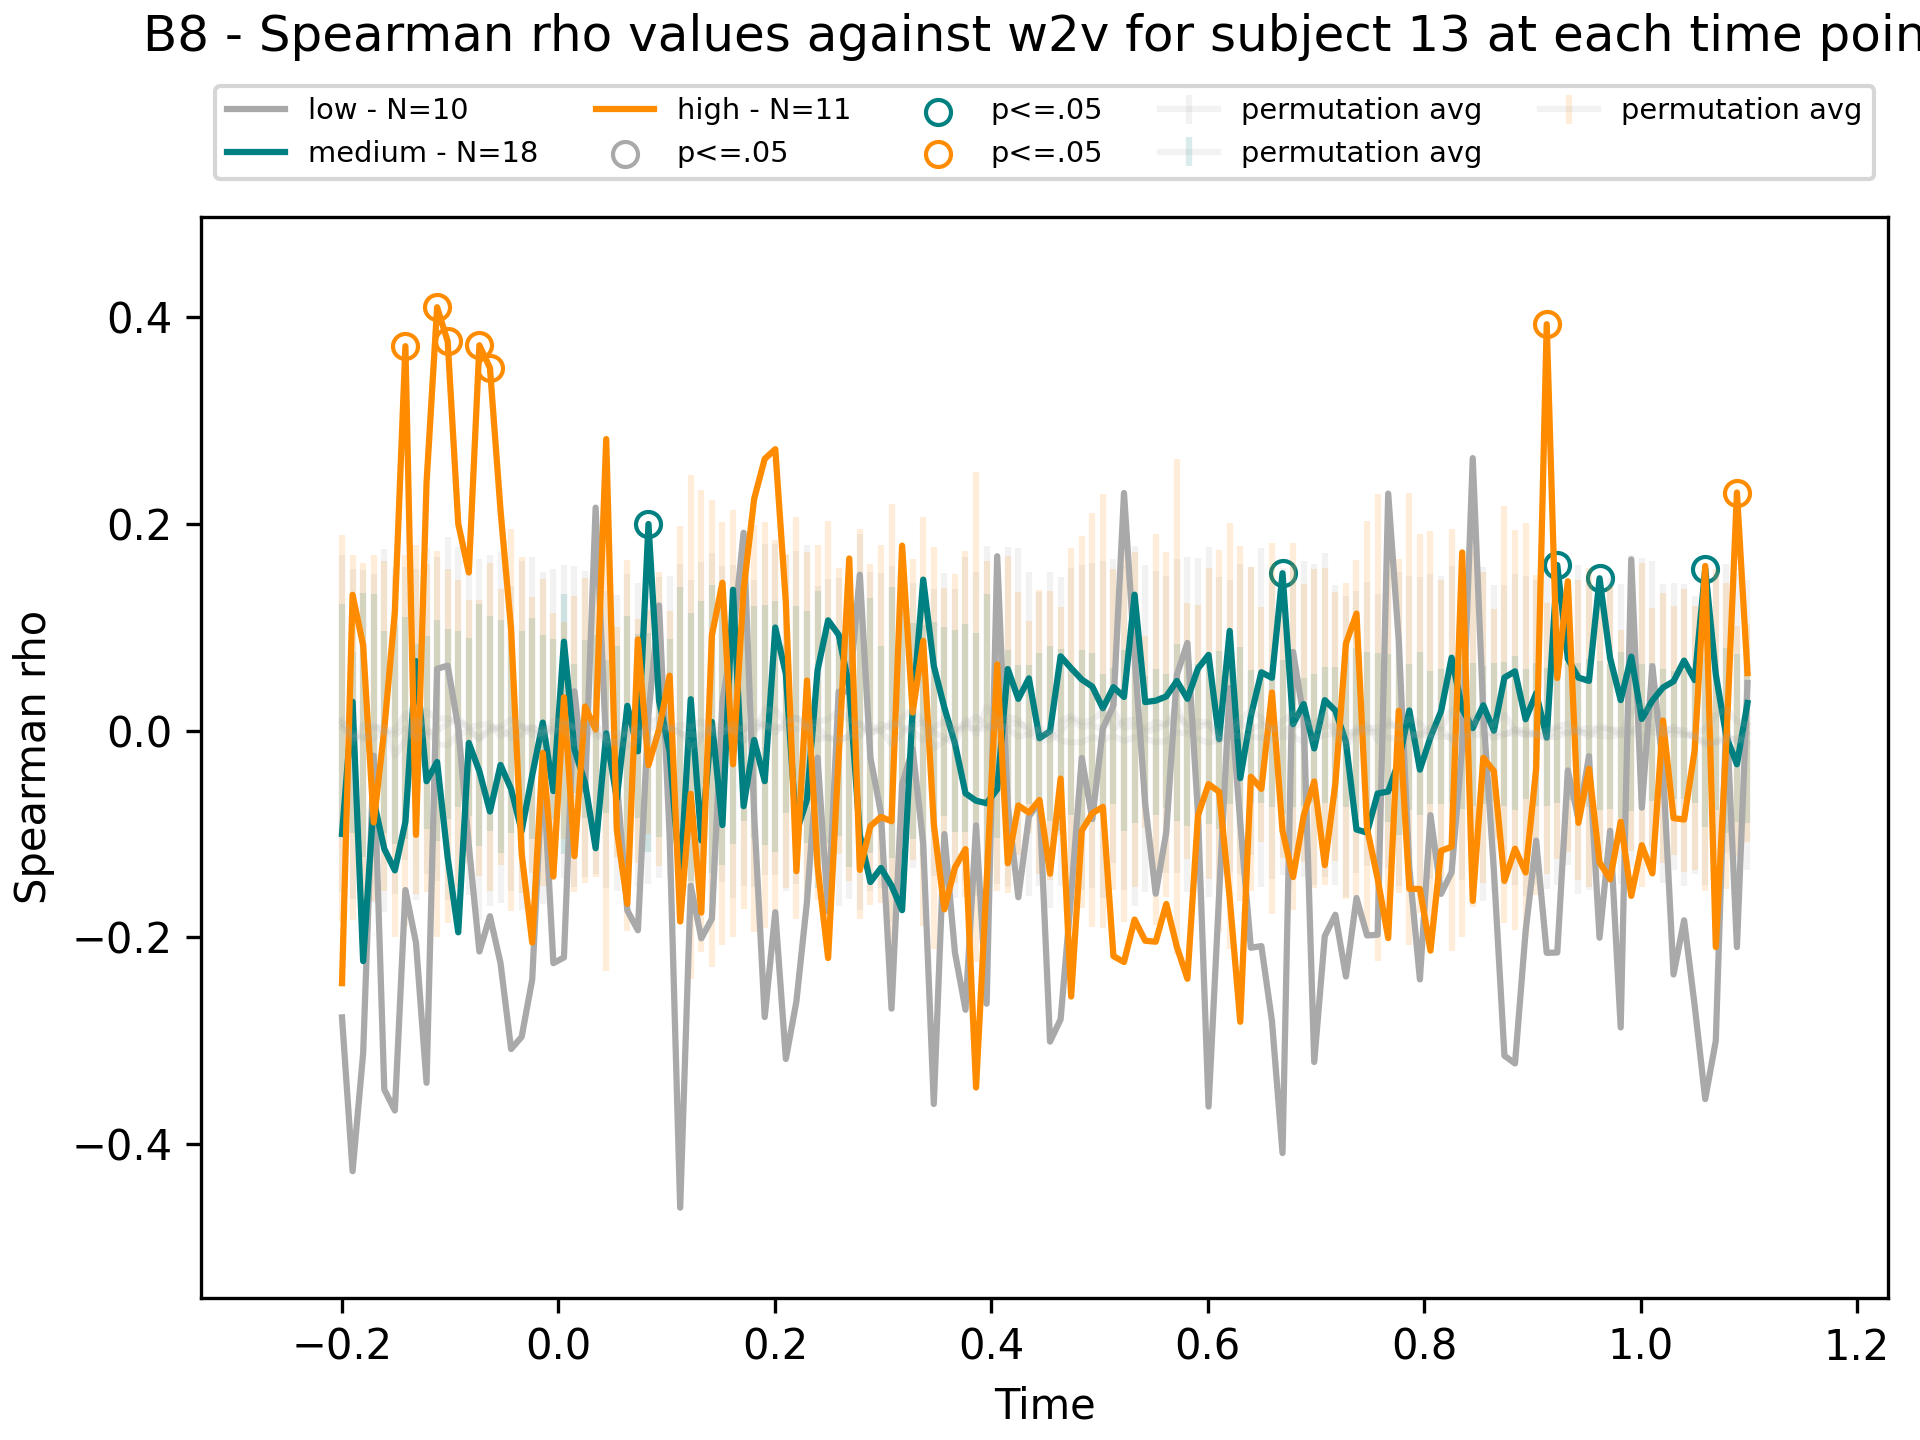 B8 - Spearman rho values against w2v for subject 13 at each time poin
low - N=10
medium - N=18
high - N=11
p<=.05
p<=.05
p<=.05
permutation avg
permutation avg
permutation avg
Spearman rho
0.4
0.2
0.0
−0.2
−0.4
−0.2 0.0 0.2 0.4 0.6 0.8 1.0 1.2
Time